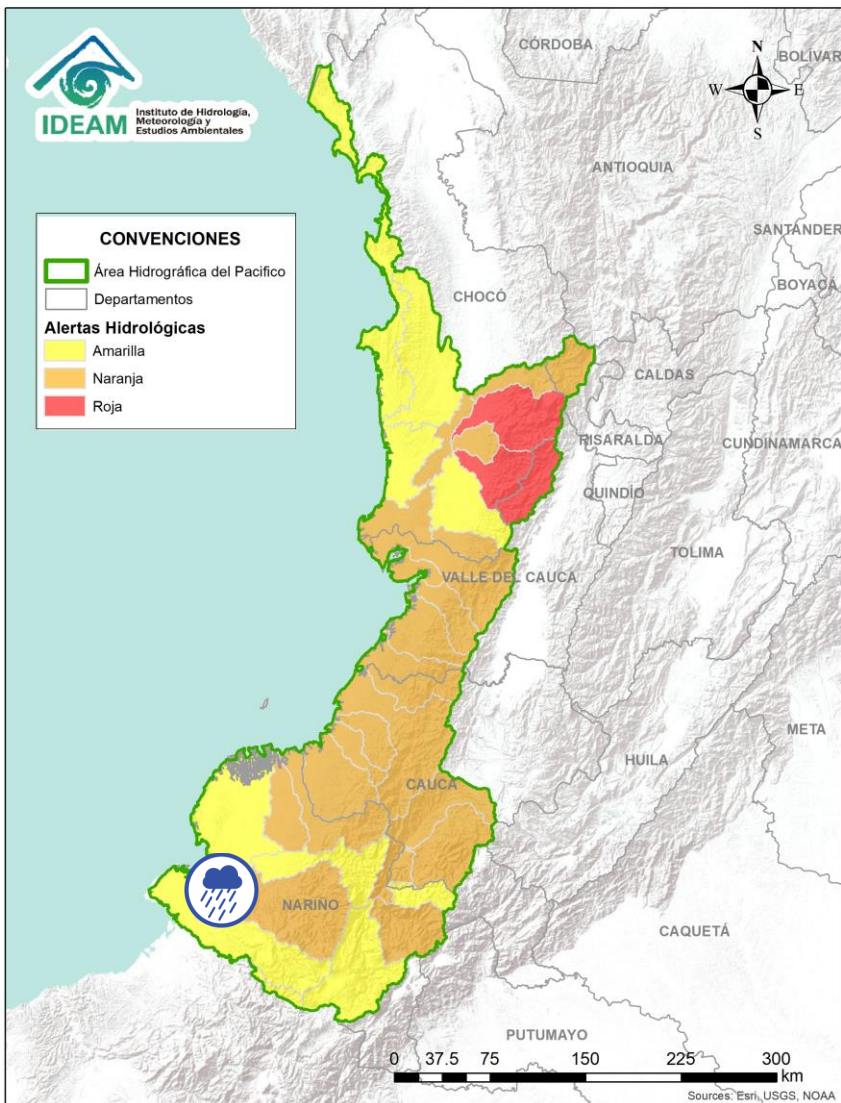 IDEAM
Instituto de Hidrología,
Meteorología y
Estudios Ambientales
CÓRDOBA
BOLÍVAR
N
W
E
S
ANTIOQUIA
SANTANDER
BOYACÁ
CONVENCIONES
Área Hidrográfica del Pacifico
Departamentos
Alertas Hidrológicas
Amarilla
Naranja
Roja
CHOCÓ
CALDAS
RISARALDA
CUNDINAMARCA
QUINDÍO
TOLIMA
VALLE DEL CAUCA
META
HUILA
CAUCA
NARIÑO
CAQUETÁ
PUTUMAYO
0 37.5 75 150 225 300
km
Sources: Esri, USGS, NOAA